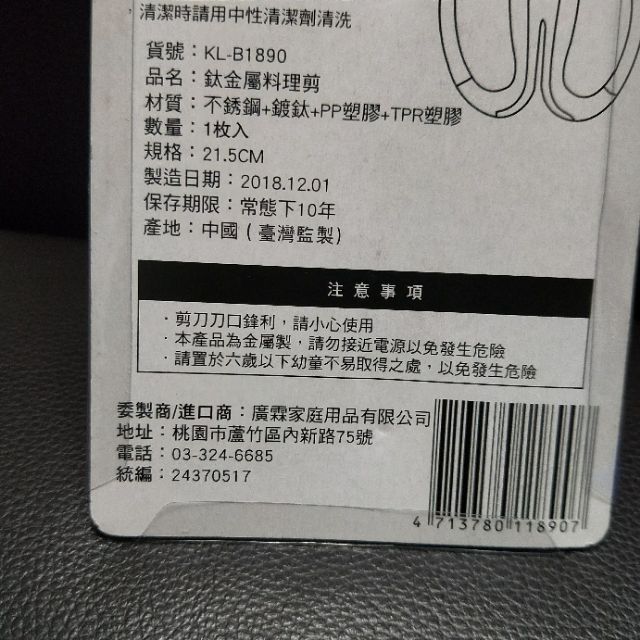 清潔時請用中性清潔劑清洗
貨號：KL-B1890
品名：鈦金屬料理剪
材質：不銹鋼+鍍鈦+PP塑膠+TPR塑膠
數量：1枚入
規格：21.5CM
製造日期：2018.12.01
保存期限：常態下10年
產地：中國（臺灣監製）
注意事項
．剪刀刀口鋒利，請小心使用
．本產品為金屬製，請勿接近電源以免發生危險
．請置於六歲以下幼童不易取得之處，以免發生危險
委製商/進口商：廣霖家庭用品有限公司
地址：桃園市蘆竹區內新路75號
電話：03-324-6685
統編：24370517
4 713780 118907